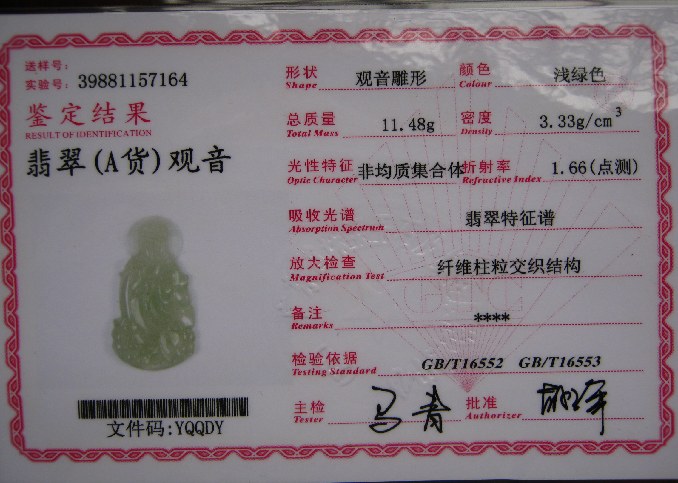 送样号:
实验号: 39881157164
鉴定结果
RESULT OF IDENTIFICATION
翡翠(A货)观音
文件码:YQQDY
形状 观音雕形 颜色 浅绿色
Shape Colour
总质量 11.48g 密度 3.33g/cm³
Total Mass Density
光性特征 非均质集合体 折射率 1.66(点测)
Optic Character Refractive Index
吸收光谱 翡翠特征谱
Absorption Spectrum
放大检查 纤维柱粒交织结构
Magnification Test
备注 ****
Remarks
检验依据 GB/T16552 GB/T16553
Testing Standard
主检 马青 批准
Tester Authorizer